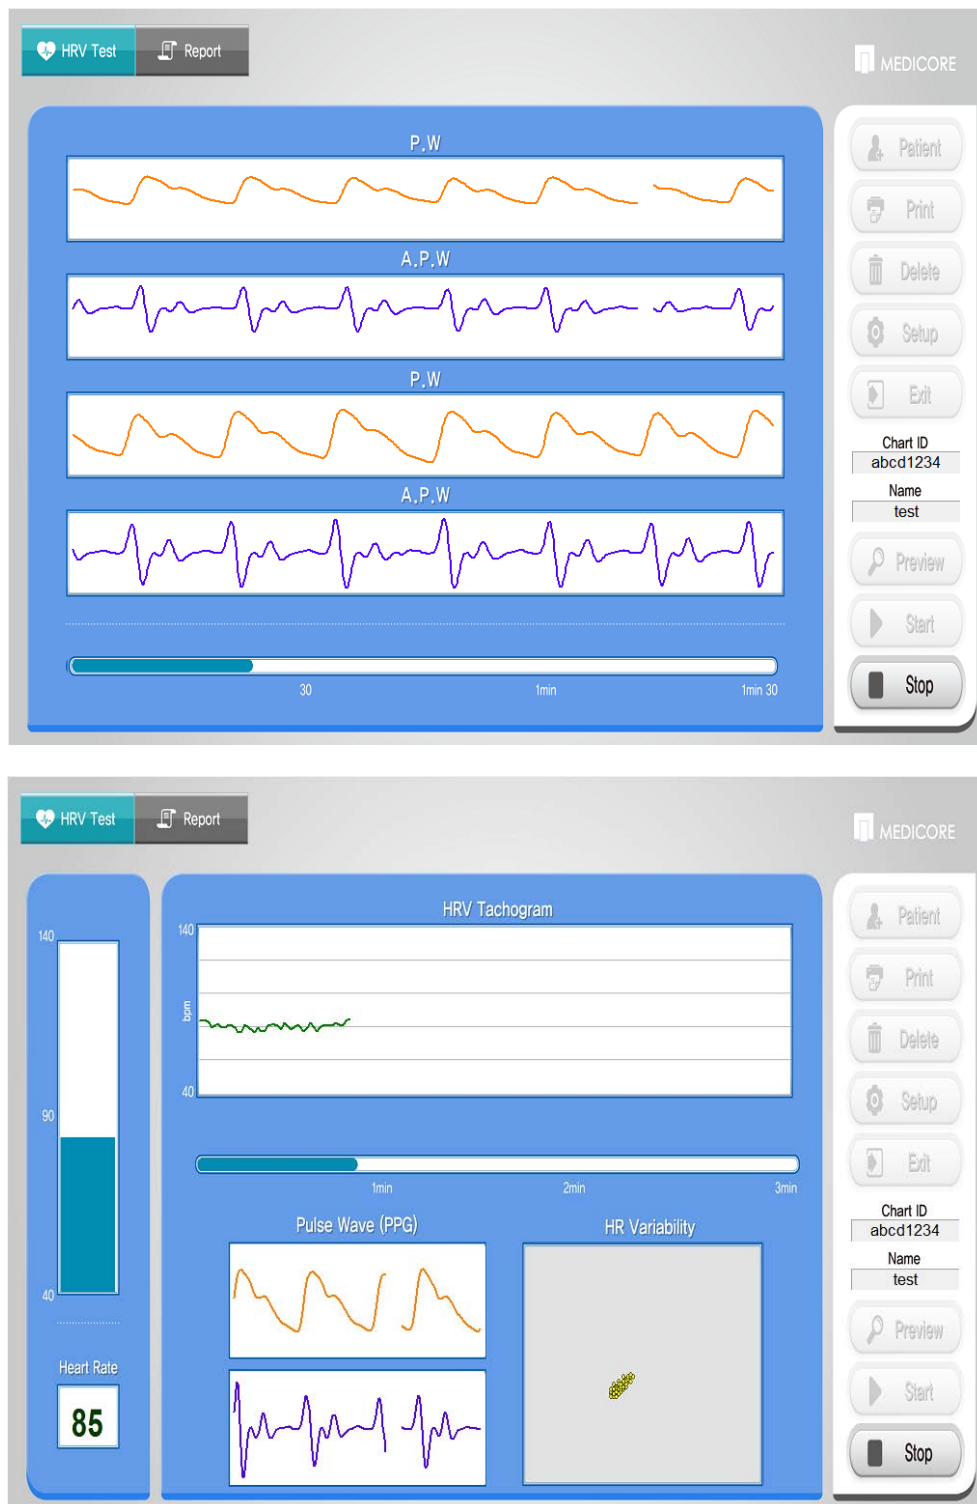 HRV Test
Report
MEDICORE
P.W
A.P.W
P.W
A.P.W
30
1min
1min 30
Patient
Print
Delete
Setup
Exit
Chart ID
abcd1234
Name
test
Preview
Start
Stop
HRV Test
Report
MEDICORE
140
90
40
Heart Rate
85
HRV Tachogram
140
bpm
40
1min
2min
3min
Pulse Wave (PPG)
HR Variability
Patient
Print
Delete
Setup
Exit
Chart ID
abcd1234
Name
test
Preview
Start
Stop